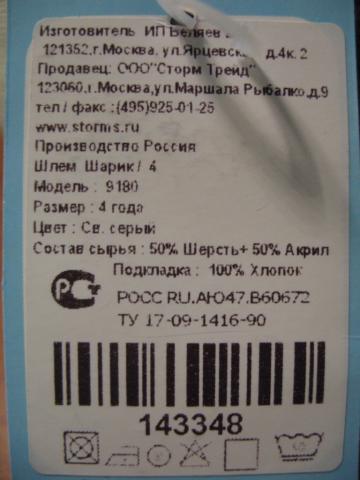 Изготовитель ИП Беляев
121352,г.Москва, ул.Ярцевская д.4к. 2
Продавец: ООО"Сторм Трейд"
123060,г.Москва,ул.Маршала Рыбалко,д.9
тел / факс :(495)925-01-25
www.storms.ru
Производство Россия
Шлем Шарик / 4
Модель : 9180
Размер : 4 года
Цвет : Св. серый
Состав сырья : 50% Шерсть+ 50% Акрил
Подкладка : 100% Хлопок
РОСС RU.АЮ47.В60672
ТУ 17-09-1416-90
143348